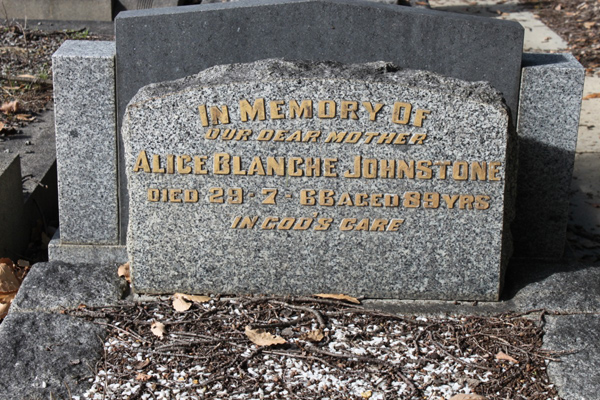 In Memory Of
Our Dear Mother
Alice Blanche Johnstone
Died 29-7-66 Aged 89 Yrs
In God's Care